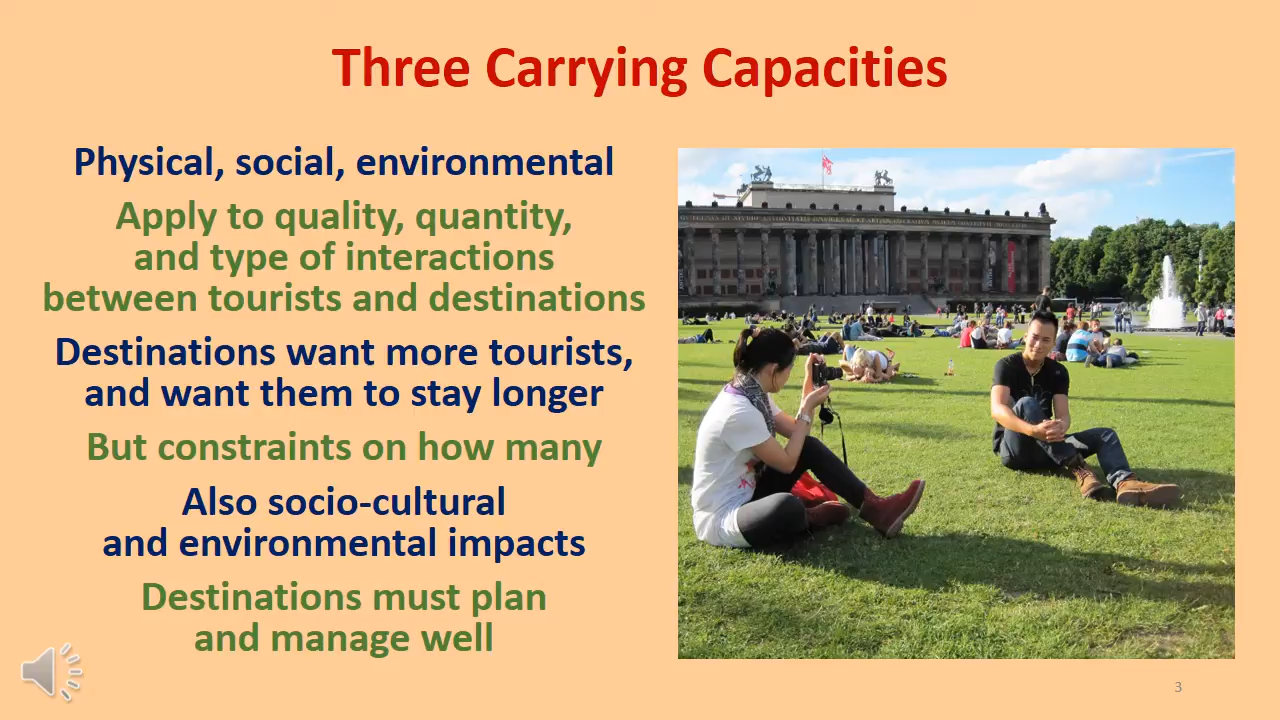 Three Carrying Capacities
Physical, social, environmental
Apply to quality, quantity,
and type of interactions
between tourists and destinations
Destinations want more tourists,
and want them to stay longer
But constraints on how many
Also socio-cultural
and environmental impacts
Destinations must plan
and manage well
3